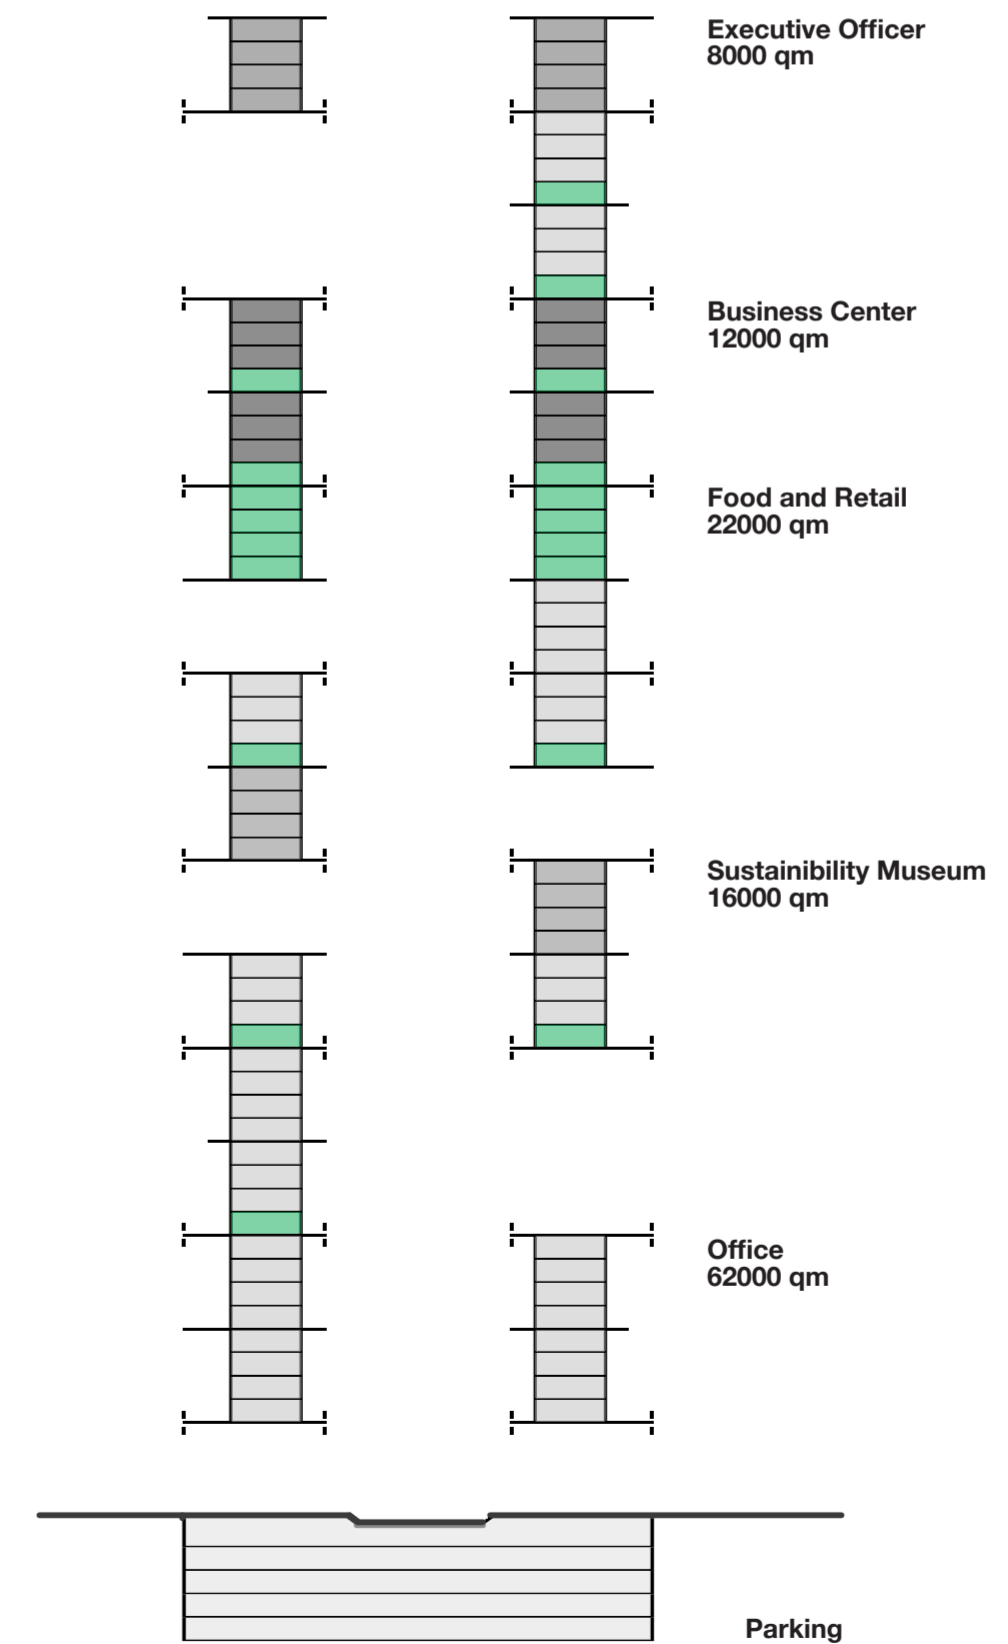 Executive Officer
8000 qm
Business Center
12000 qm
Food and Retail
22000 qm
Sustainibility Museum
16000 qm
Office
62000 qm
Parking